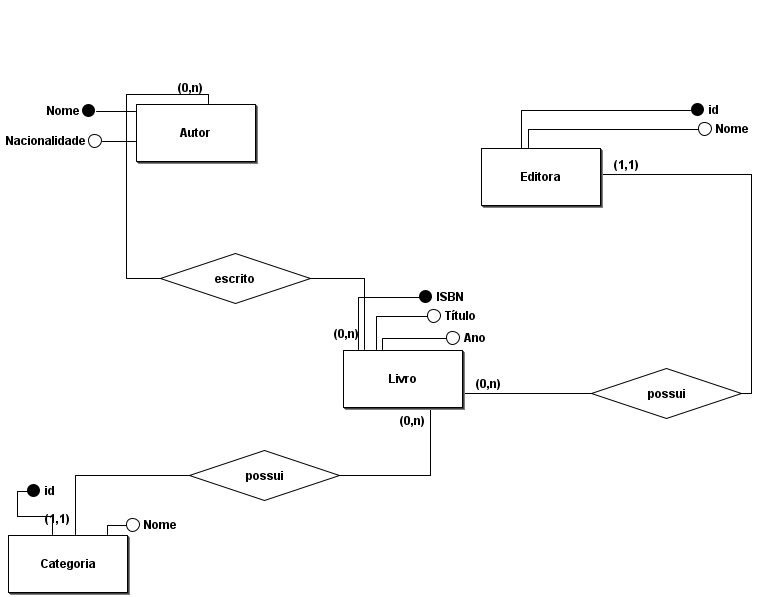 (0,n)
Nome
Autor
Nacionalidade
id
Nome
(1,1)
Editora
escrito
ISBN
Título
(0,n)
Ano
Livro
(0,n)
possui
(0,n)
possui
id
(1,1)
Nome
Categoria